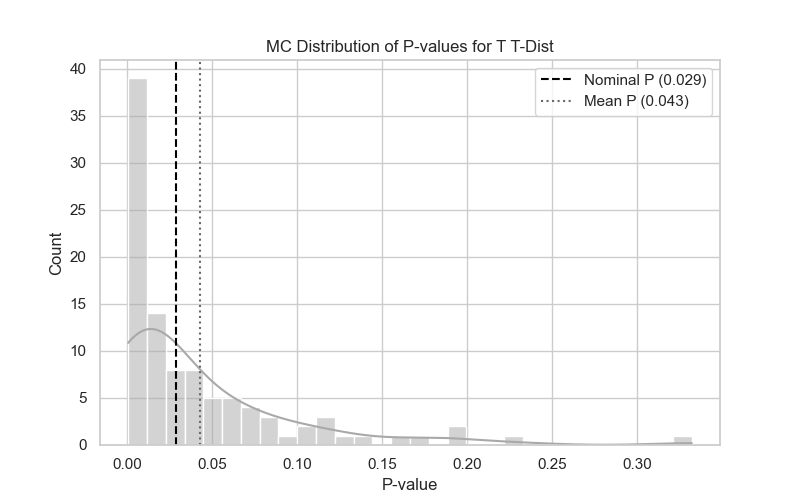 MC Distribution of P-values for T T-Dist
Nominal P (0.029)
Mean P (0.043)
40
35
30
25
20
15
10
5
0
Count
0.00 0.05 0.10 0.15 0.20 0.25 0.30
P-value